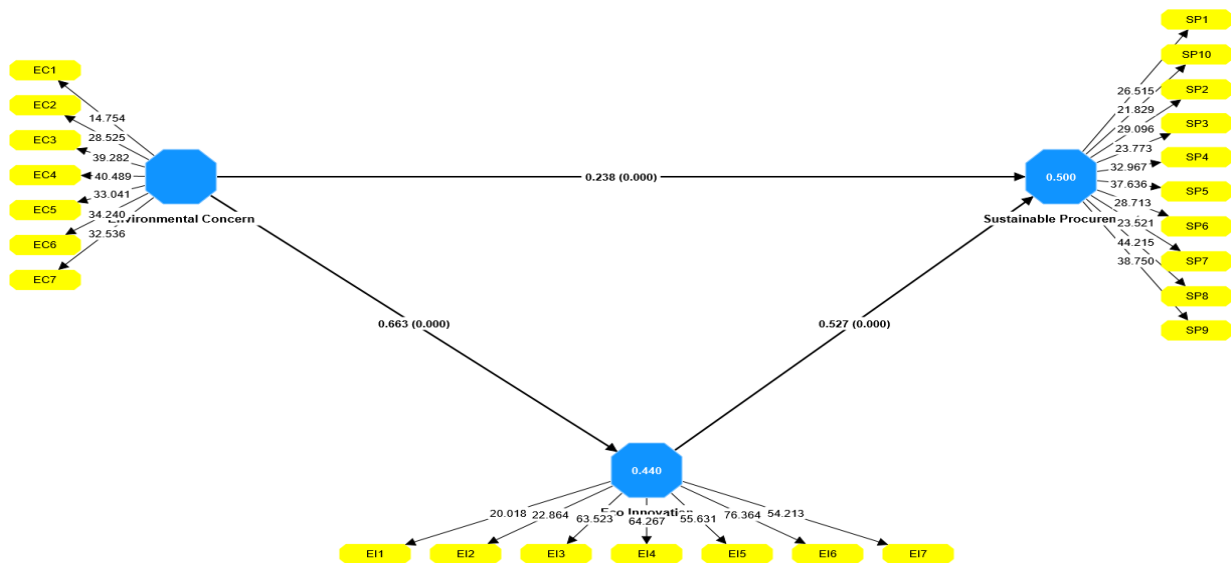 SP1
SP10
SP2
SP3
SP4
SP5
SP6
SP7
SP8
SP9
26.515
21.829
29.096
23.773
32.967
37.636
28.713
23.521
44.215
38.750
EC1
EC2
EC3
EC4
EC5
EC6
EC7
14.754
28.525
39.282
40.489
33.041
34.240
32.536
Environmental Concern
0.238 (0.000)
0.500
Sustainable Procurem
0.663 (0.000)
0.527 (0.000)
0.440
Eco Innovation
20.018
22.864
63.523
64.267
55.631
76.364
54.213
EI1
EI2
EI3
EI4
EI5
EI6
EI7